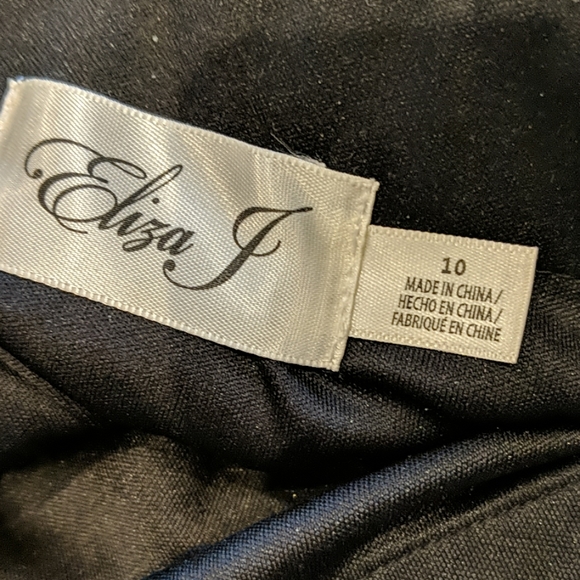 Eliza J
10
MADE IN CHINA/
HECHO EN CHINA/
FABRIQUÉ EN CHINE